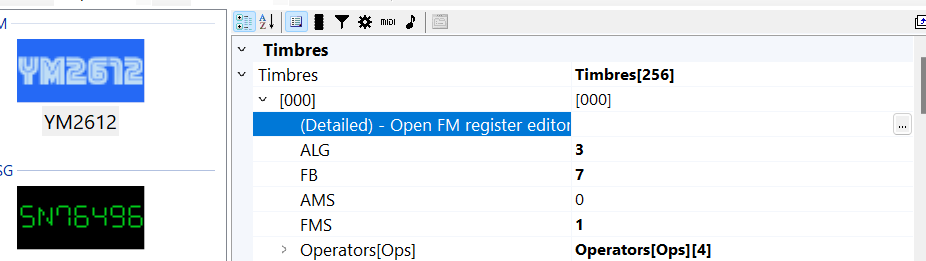 M
YM2612
YM2612
SG
SN76496
A
Z
MIDI
Timbres
Timbres Timbres[256]
[000] [000]
(Detailed) - Open FM register editor ...
ALG 3
FB 7
AMS 0
FMS 1
Operators[Ops] Operators[Ops][4]